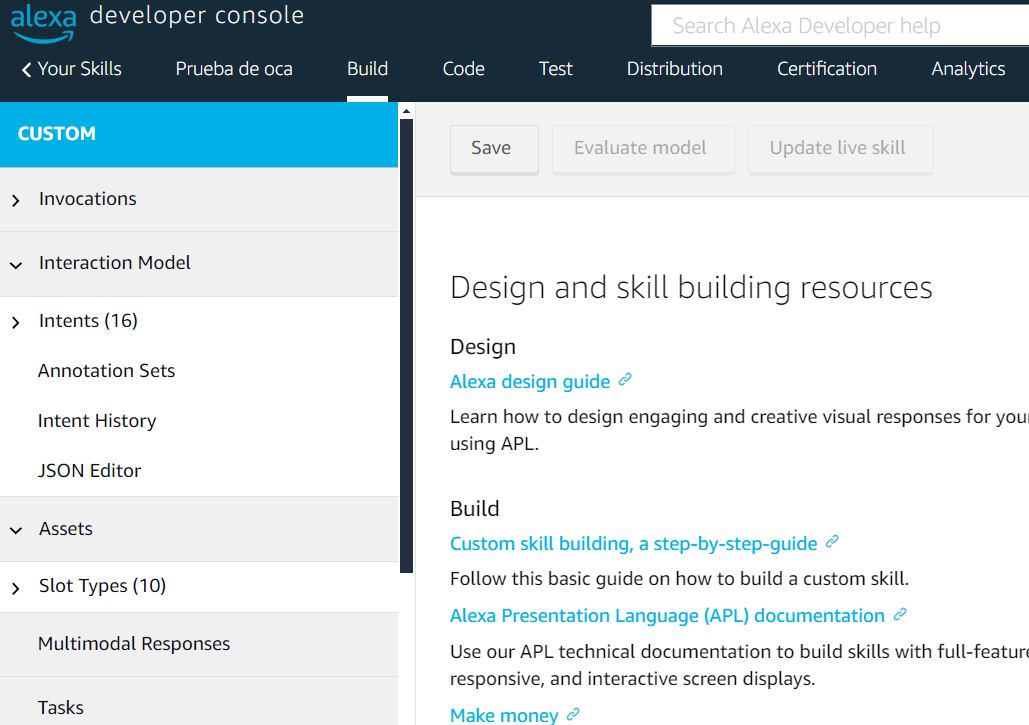 alexa developer console
Search Alexa Developer help
Your Skills
Prueba de oca
Build
Code
Test
Distribution
Certification
Analytics
CUSTOM
Invocations
Interaction Model
Intents (16)
Annotation Sets
Intent History
JSON Editor
Assets
Slot Types (10)
Multimodal Responses
Tasks
Save
Evaluate model
Update live skill
Design and skill building resources
Design
Alexa design guide
Learn how to design engaging and creative visual responses for
using APL.
Build
Custom skill building, a step-by-step-guide
Follow this basic guide on how to build a custom skill.
Alexa Presentation Language (APL) documentation
Use our APL technical documentation to build skills with
responsive, and interactive screen displays.
Make money